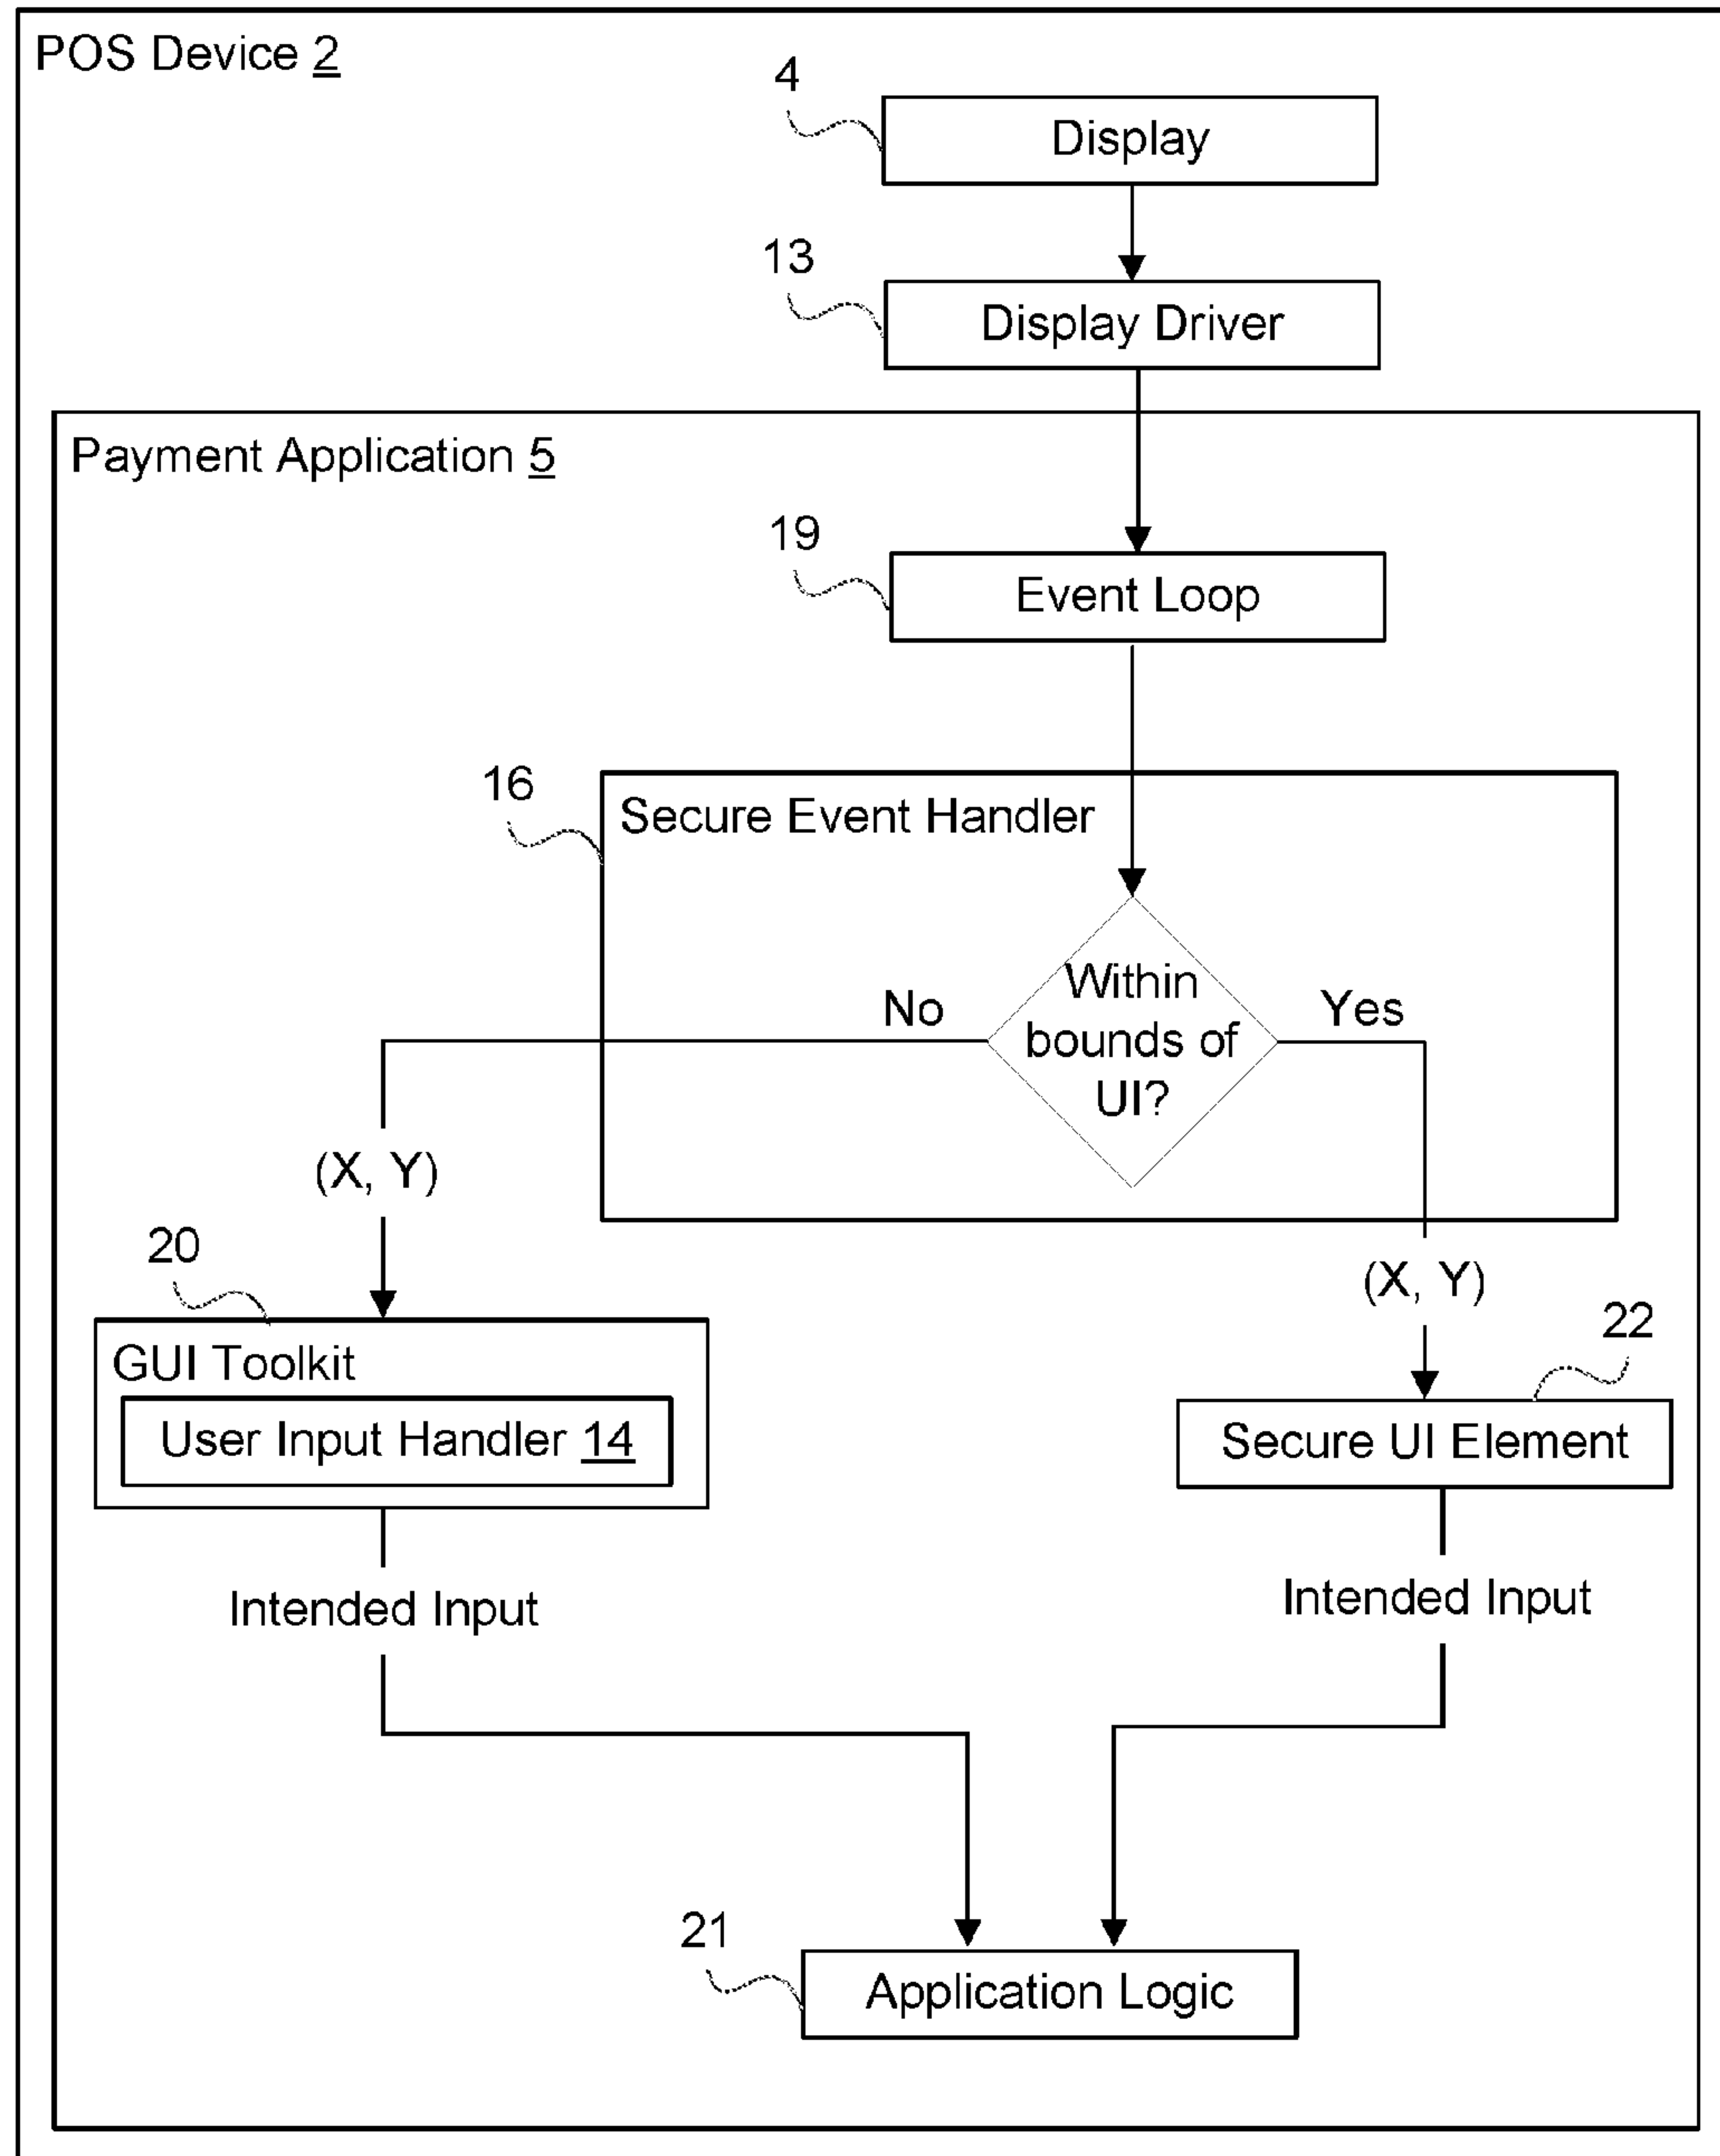 POS Device 2
4
Display
13
Display Driver
Payment Application 5
19
Event Loop
16
Secure Event Handler
No
Within
bounds of
UI?
Yes
(X, Y)
(X, Y)
20
GUI Toolkit
User Input Handler 14
22
Secure UI Element
Intended Input
Intended Input
21
Application Logic